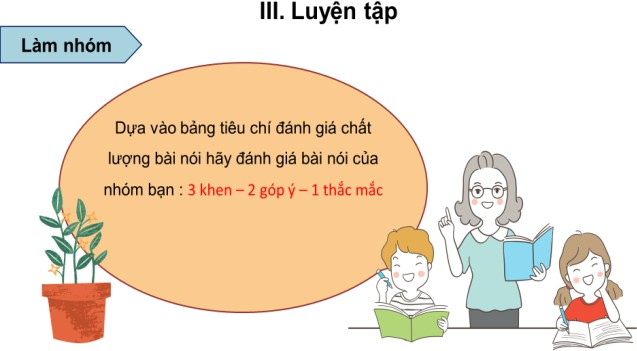 III. Luyện tập
Làm nhóm
Dựa vào bảng tiêu chí đánh giá chất
lượng bài nói hãy đánh giá bài nói của
nhóm bạn : 3 khen – 2 góp ý – 1 thắc mắc